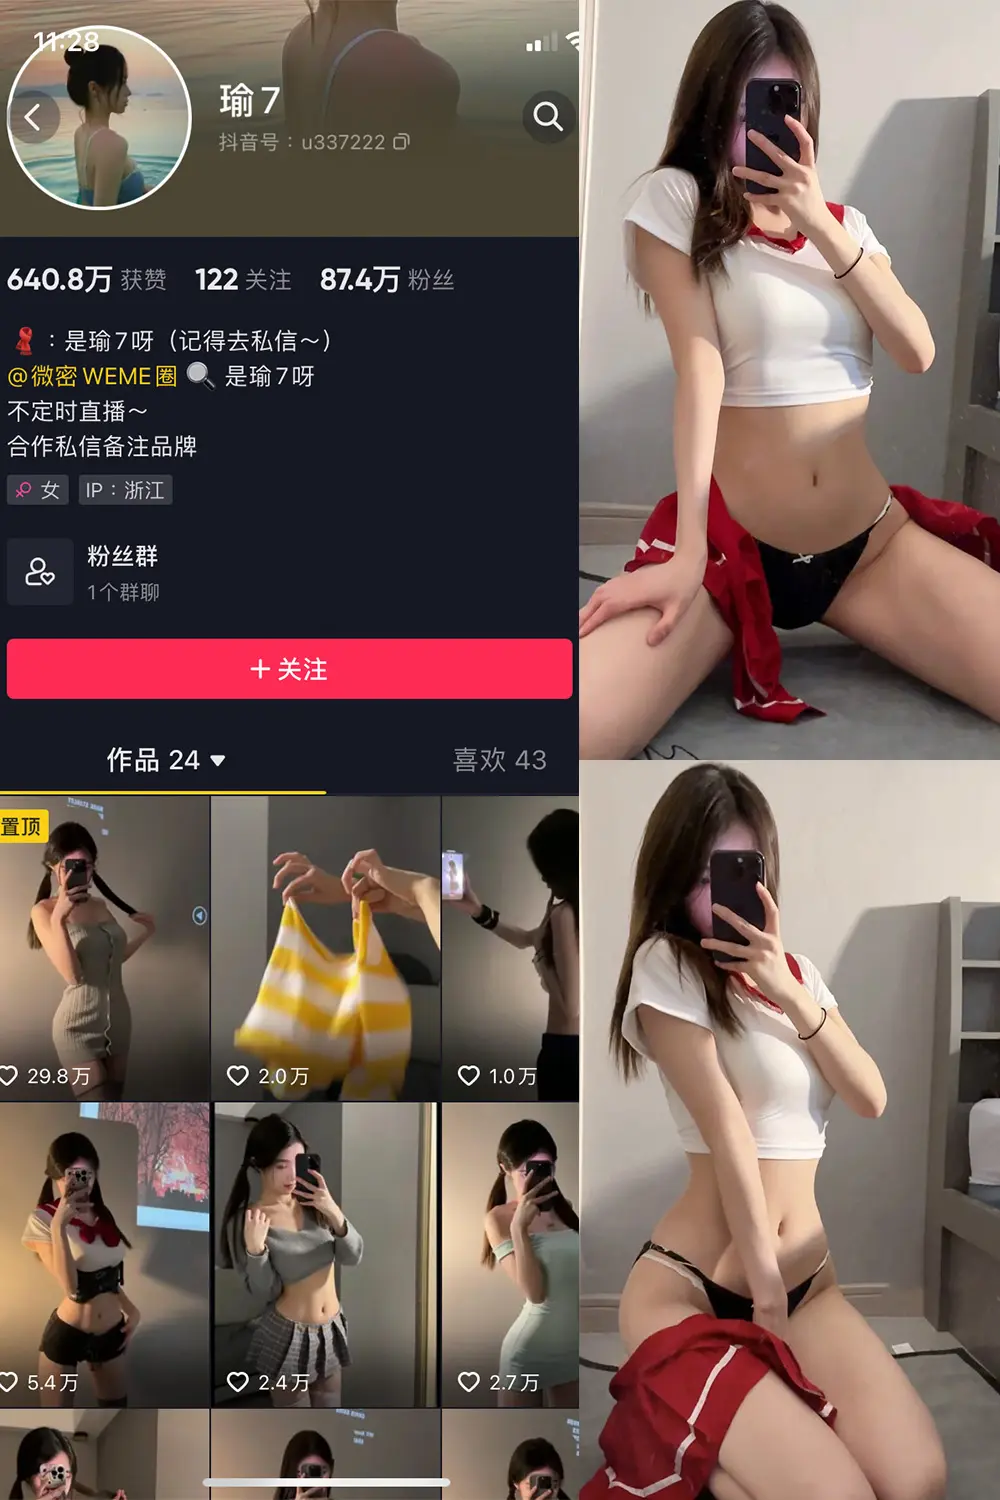 11:28
瑜7
抖音号：u337222
640.8万 获赞 122 关注 87.4万 粉丝
：是瑜7呀（记得去私信～）
@微密WEME圈 是瑜7呀
不定时直播～
合作私信备注品牌
女 IP：浙江
粉丝群
1个群聊
+ 关注
作品 24 喜欢 43
置顶
29.8万 2.0万 1.0万
5.4万 2.4万 2.7万